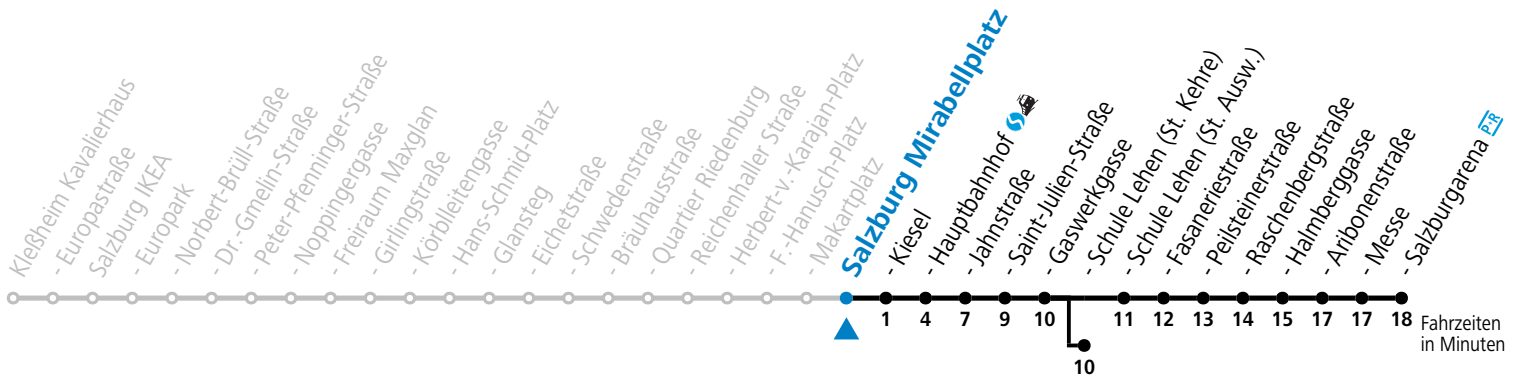 Kleßheim Kavalierhaus
- Europastraße
Salzburg IKEA
- Europark
- Norbert-Brüll-Straße
- Dr.-Gmelin-Straße
- Peter-Pfenninger-Straße
- Noppingergasse
- Freiraum Maxglan
- Girlingstraße
- Körblleitengasse
- Hans-Schmid-Platz
- Glansteg
- Eichetstraße
- Schwedenstraße
- Bräuhausstraße
- Quartier Riedenburg
- Reichenhaller Straße
- Herbert-v.-Karajan-Platz
- F.-Hanusch-Platz
- Makartplatz
Salzburg Mirabellplatz
- Kiesel
- Hauptbahnhof
- Jahnstraße
- Saint-Julien-Straße
- Gaswerkgasse
- Schule Lehen (St. Kehre)
- Schule Lehen (St. Ausw.)
- Fasaneriestraße
- Peilsteinerstraße
- Raschenbergstraße
- Halmberggasse
- Aribonenstraße
- Messe
- Salzburgarena P+R
1 4 7 9 10 11 12 13 14 15 17 17 18
Fahrzeiten
in Minuten
10